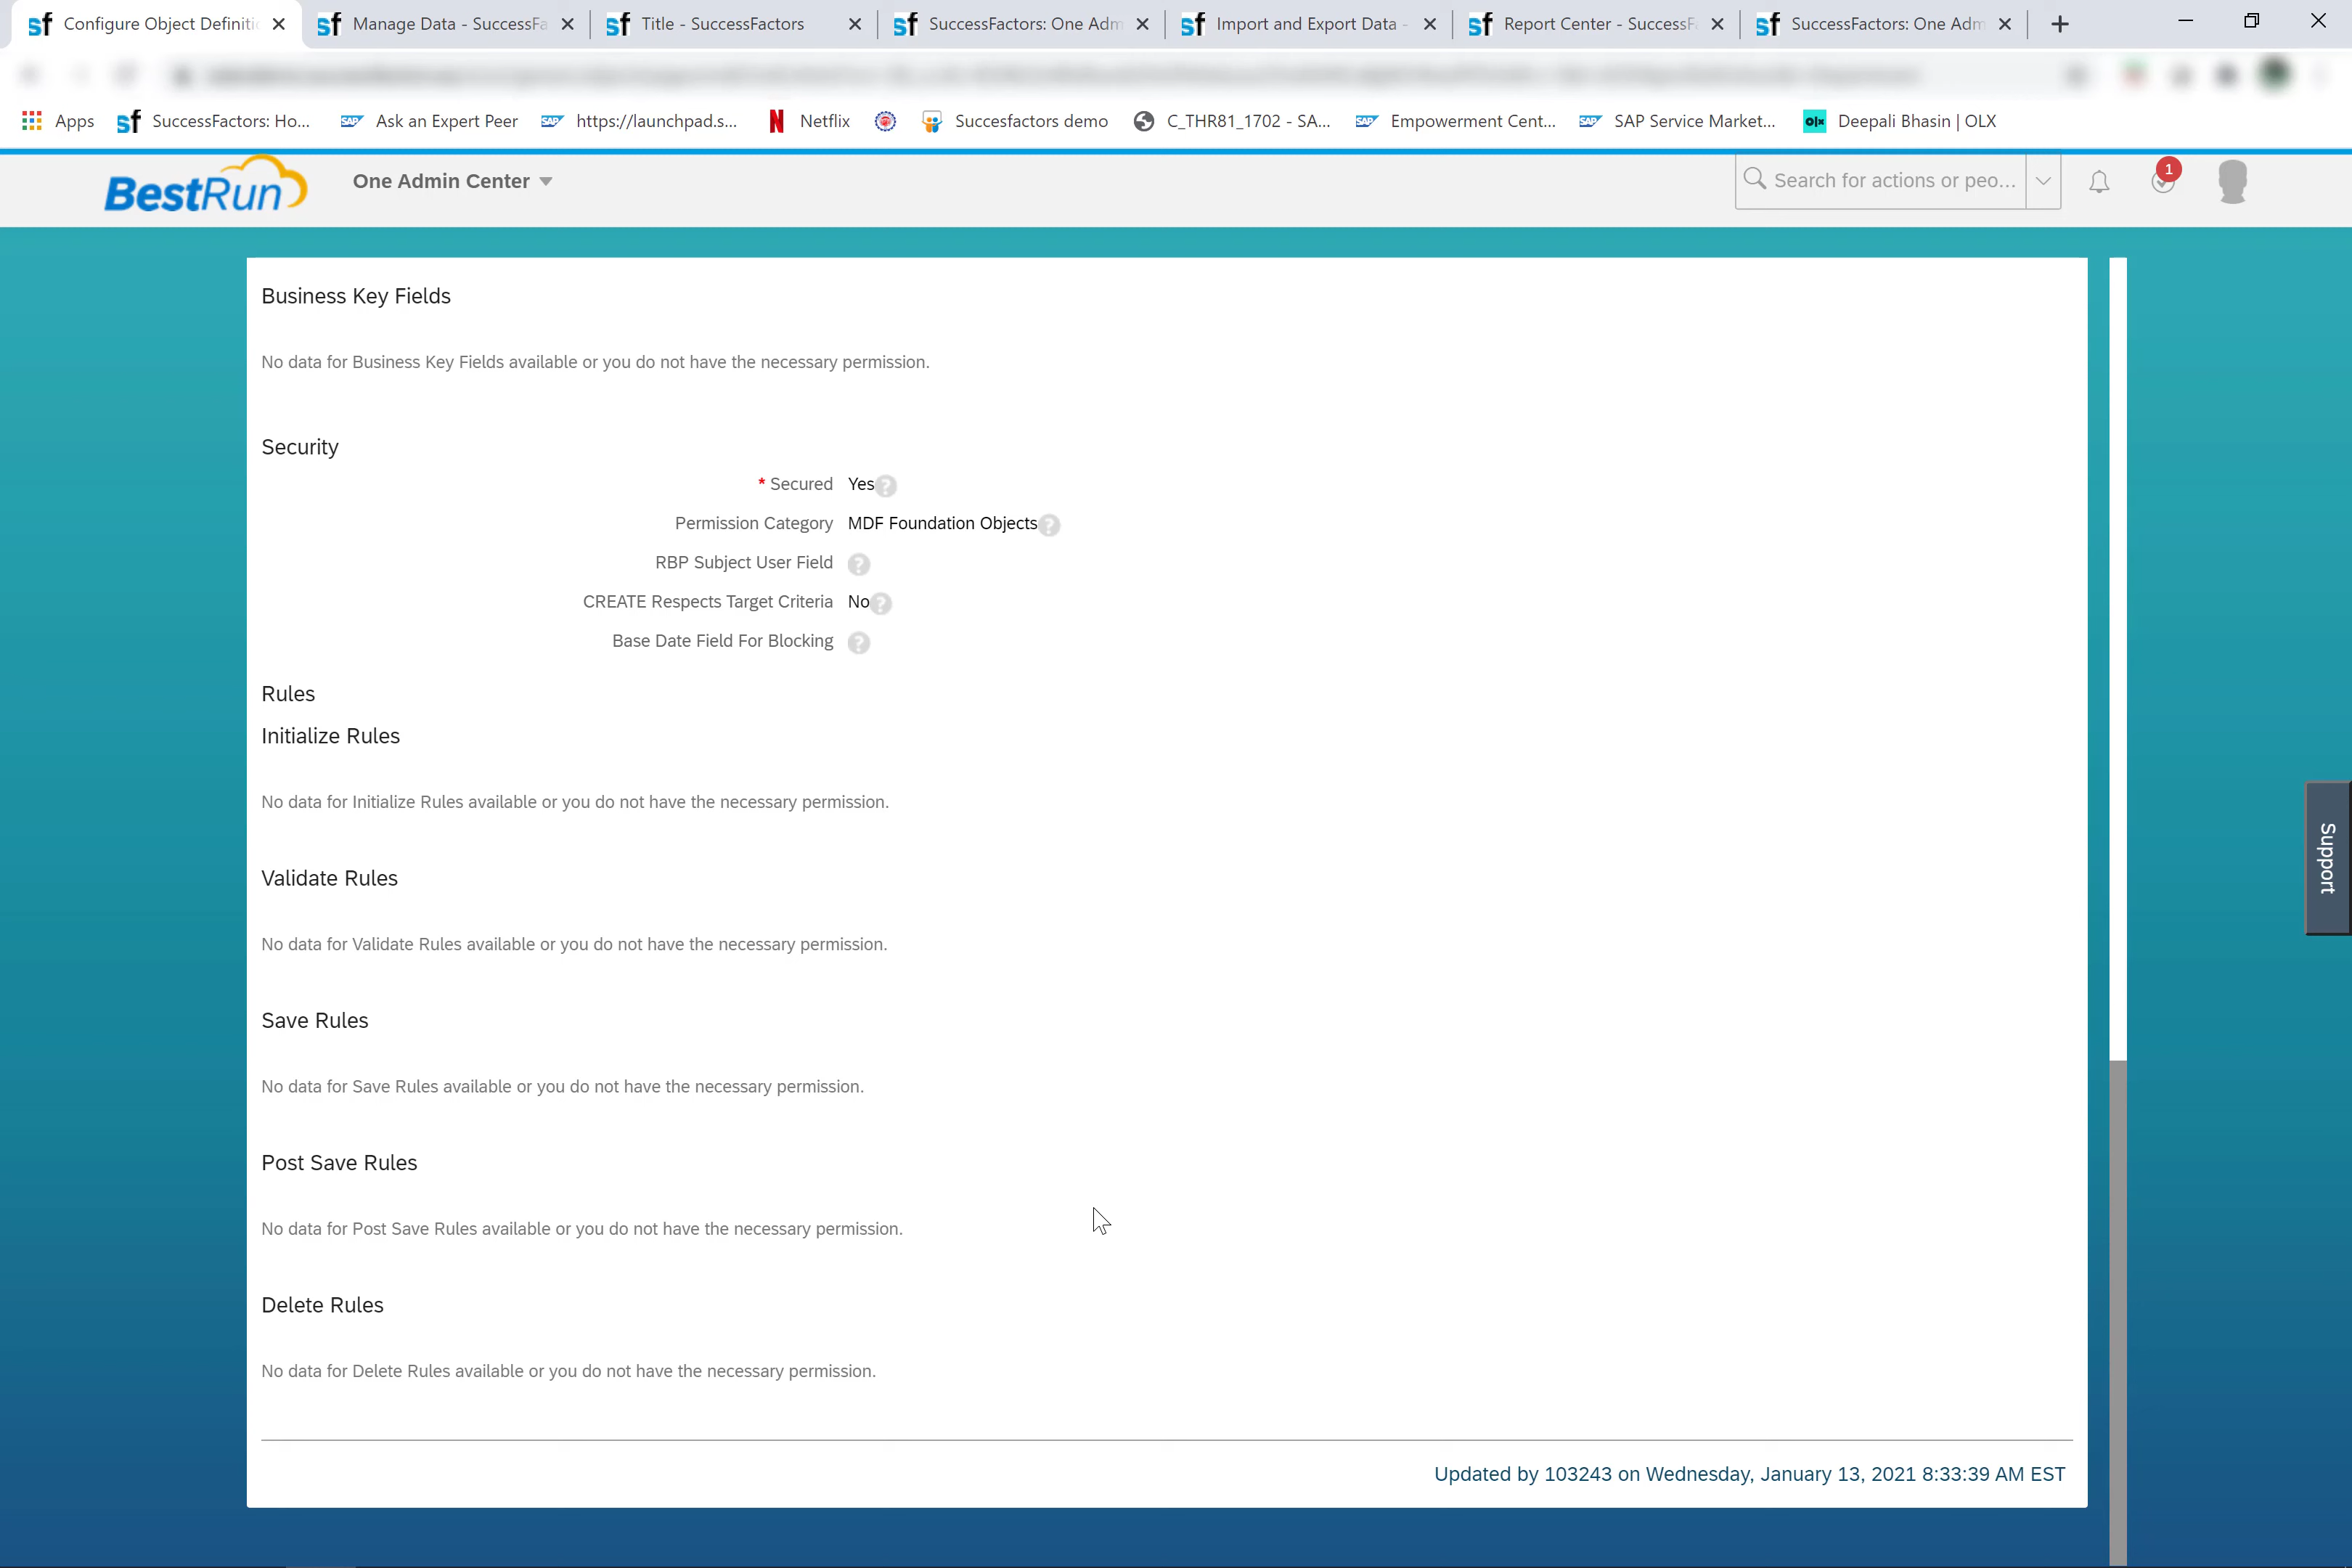 Configure Object Definiti
Manage Data - SuccessFa
Title - SuccessFactors
SuccessFactors: One Adm
Import and Export Data -
Report Center - SuccessF
SuccessFactors: One Adm
Apps
SuccessFactors: Ho...
Ask an Expert Peer
https://launchpad.s...
Netflix
Succesfactors demo
C_THR81_1702 - SA...
Empowerment Cent...
SAP Service Market...
Deepali Bhasin | OLX
BestRun
One Admin Center
Search for actions or peo...
1
Business Key Fields
No data for Business Key Fields available or you do not have the necessary permission.
Security
* Secured Yes ?
Permission Category MDF Foundation Objects ?
RBP Subject User Field ?
CREATE Respects Target Criteria No ?
Base Date Field For Blocking ?
Rules
Initialize Rules
No data for Initialize Rules available or you do not have the necessary permission.
Validate Rules
No data for Validate Rules available or you do not have the necessary permission.
Save Rules
No data for Save Rules available or you do not have the necessary permission.
Post Save Rules
No data for Post Save Rules available or you do not have the necessary permission.
Delete Rules
No data for Delete Rules available or you do not have the necessary permission.
Updated by 103243 on Wednesday, January 13, 2021 8:33:39 AM EST
Support